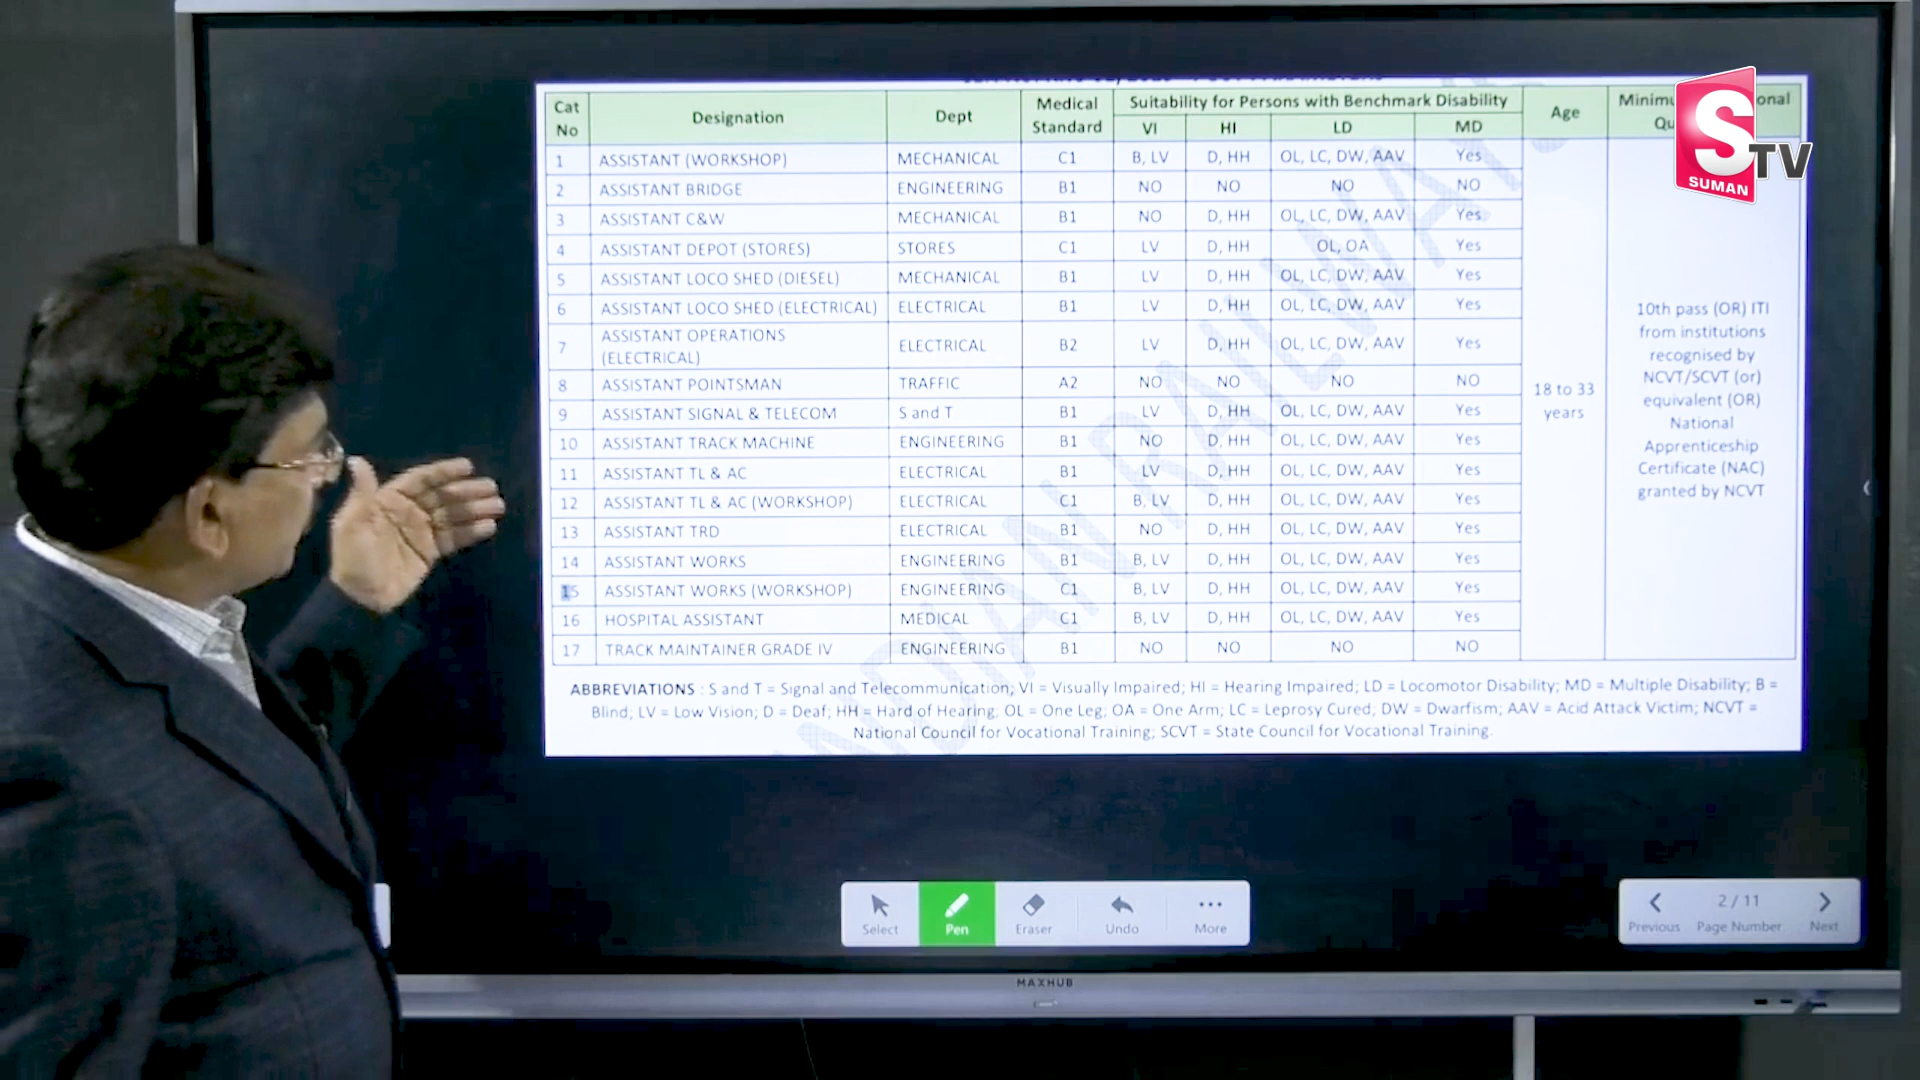 Cat No | Designation | Dept | Medical Standard | Suitability for Persons with Benchmark Disability | Age
VI | HI | LD | MD
1 | ASSISTANT (WORKSHOP) | MECHANICAL | C1 | B, LV | D, HH | OL, LC, DW, AAV | Yes
2 | ASSISTANT BRIDGE | ENGINEERING | B1 | NO | NO | NO | NO
3 | ASSISTANT C&W | MECHANICAL | B1 | NO | D, HH | OL, LC, DW, AAV | Yes
4 | ASSISTANT DEPOT (STORES) | STORES | C1 | LV | D, HH | OL, OA | Yes
5 | ASSISTANT LOCO SHED (DIESEL) | MECHANICAL | B1 | LV | D, HH | OL, LC, DW, AAV | Yes
6 | ASSISTANT LOCO SHED (ELECTRICAL) | ELECTRICAL | B1 | LV | D, HH | OL, LC, DW, AAV | Yes
7 | ASSISTANT OPERATIONS (ELECTRICAL) | ELECTRICAL | B2 | LV | D, HH | OL, LC, DW, AAV | Yes
8 | ASSISTANT POINTSMAN | TRAFFIC | A2 | NO | NO | NO | NO
9 | ASSISTANT SIGNAL & TELECOM | S and T | B1 | LV | D, HH | OL, LC, DW, AAV | Yes
10 | ASSISTANT TRACK MACHINE | ENGINEERING | B1 | NO | D, HH | OL, LC, DW, AAV | Yes
11 | ASSISTANT TL & AC | ELECTRICAL | B1 | LV | D, HH | OL, LC, DW, AAV | Yes
12 | ASSISTANT TL & AC (WORKSHOP) | ELECTRICAL | C1 | B, LV | D, HH | OL, LC, DW, AAV | Yes
13 | ASSISTANT TRD | ELECTRICAL | B1 | NO | D, HH | OL, LC, DW, AAV | Yes
14 | ASSISTANT WORKS | ENGINEERING | B1 | B, LV | D, HH | OL, LC, DW, AAV | Yes
15 | ASSISTANT WORKS (WORKSHOP) | ENGINEERING | C1 | B, LV | D, HH | OL, LC, DW, AAV | Yes
16 | HOSPITAL ASSISTANT | MEDICAL | C1 | B, LV | D, HH | OL, LC, DW, AAV | Yes
17 | TRACK MAINTAINER GRADE IV | ENGINEERING | B1 | NO | NO | NO | NO
18 to 33
years
10th pass (OR) ITI
from institutions
recognised by
NCVT/SCVT (or)
equivalent (OR)
National
Apprenticeship
Certificate (NAC)
granted by NCVT
ABBREVIATIONS : S and T = Signal and Telecommunication; VI = Visually Impaired; HI = Hearing Impaired; LD = Locomotor Disability; MD = Multiple Disability; B =
Blind; LV = Low Vision; D = Deaf; HH = Hard of Hearing; OL = One Leg; OA = One Arm; LC = Leprosy Cured; DW = Dwarfism; AAV = Acid Attack Victim; NCVT =
National Council for Vocational Training; SCVT = State Council for Vocational Training.
S TV
SUMAN
Select | Pen | Eraser | Undo | More
2 / 11
Previous | Page Number | Next
MAXHUB